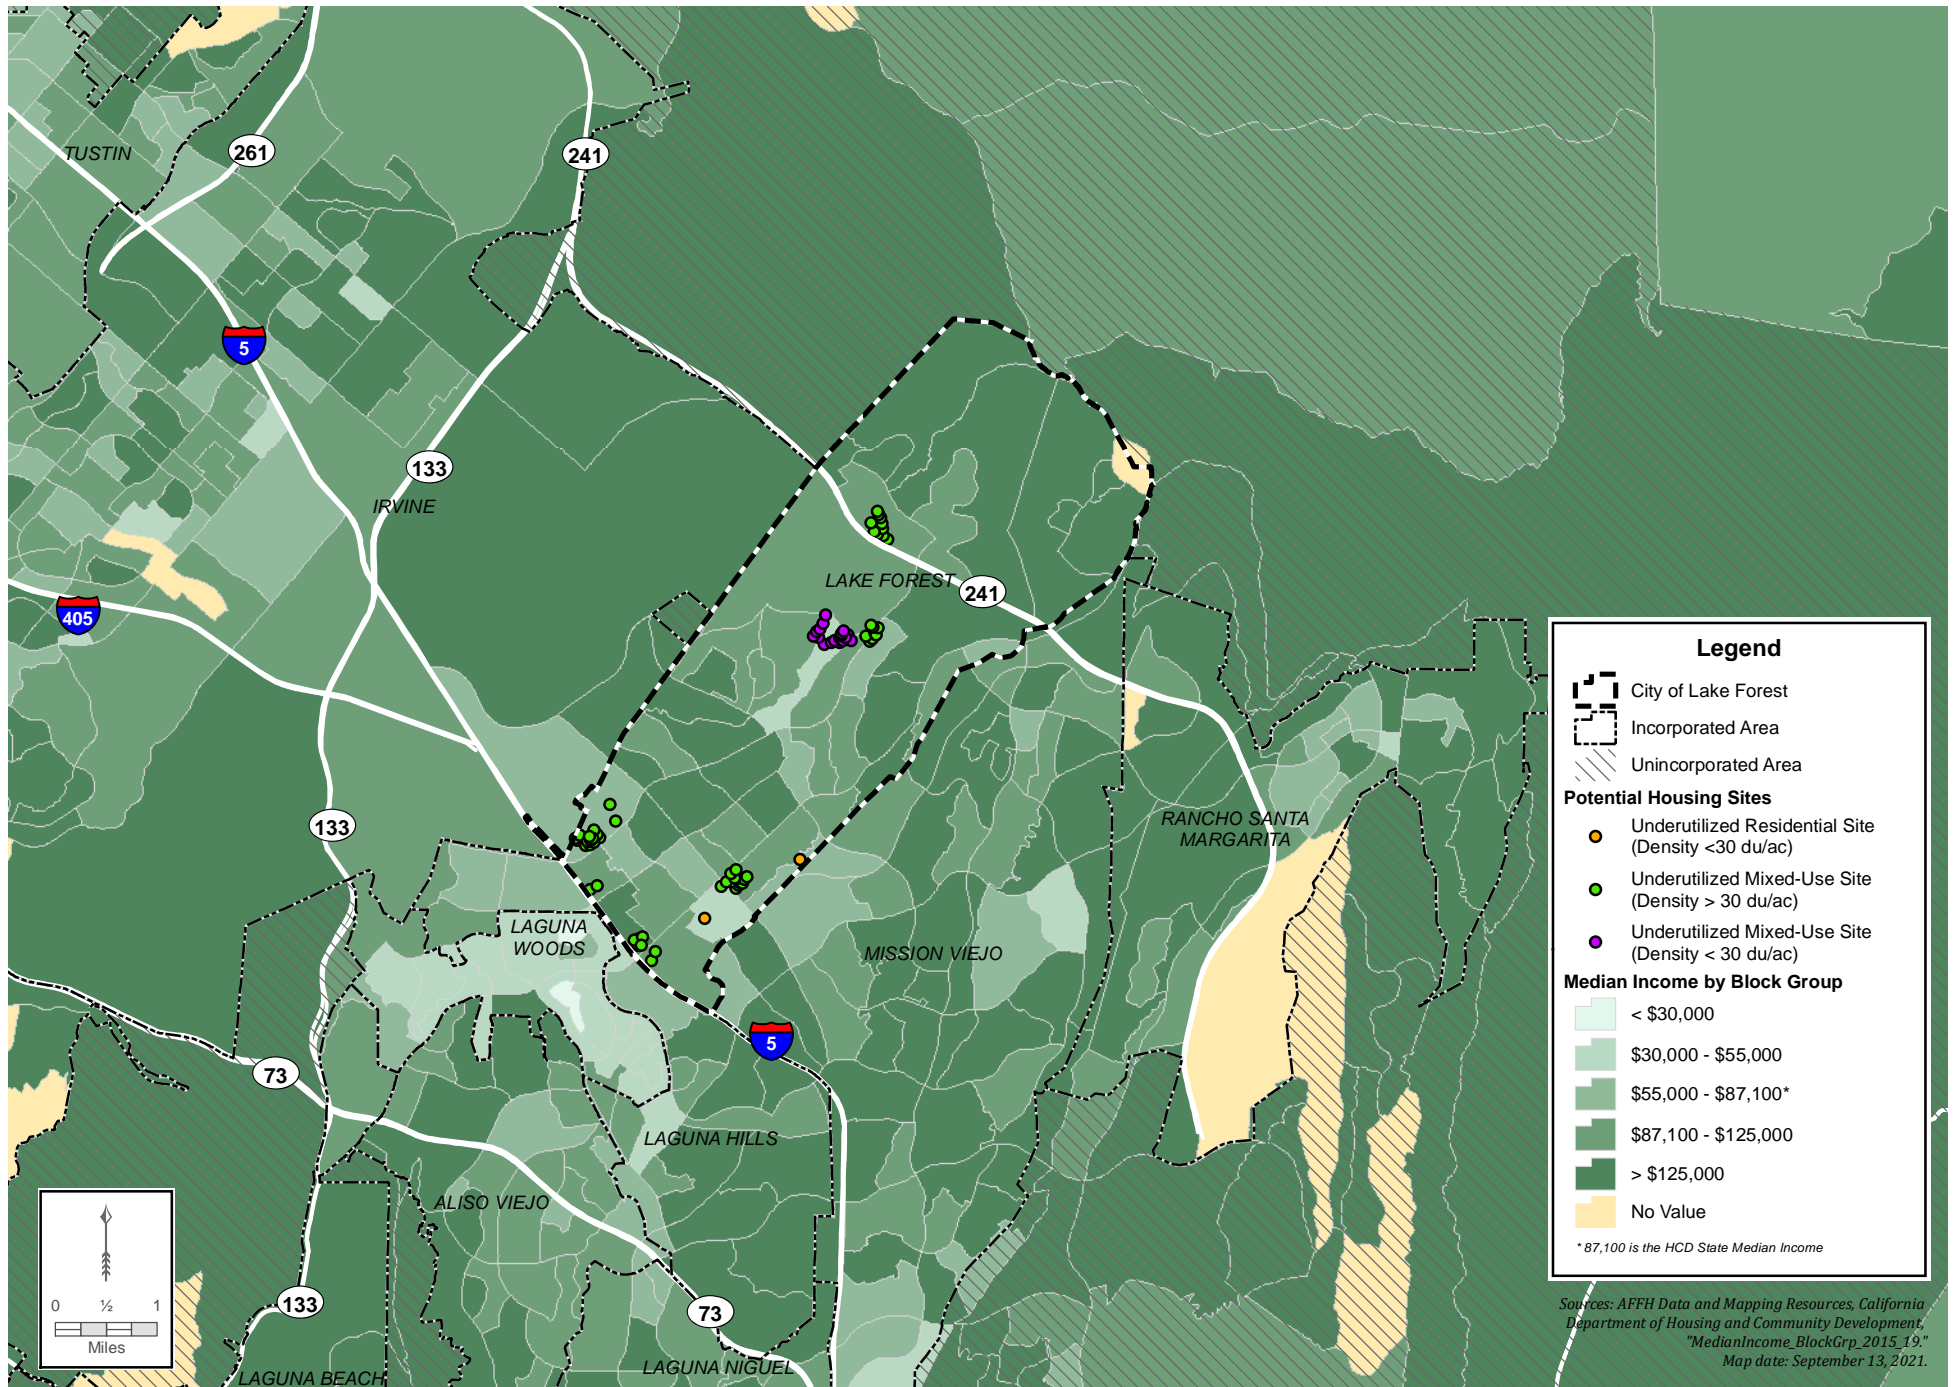 TUSTIN
261
241
5
133
IRVINE
405
LAKE FOREST
241
133
RANCHO SANTA
MARGARITA
LAGUNA
WOODS
MISSION VIEJO
5
73
LAGUNA HILLS
ALISO VIEJO
133
73
LAGUNA NIGUEL
LAGUNA BEACH
0 ½ 1
Miles
Legend
City of Lake Forest
Incorporated Area
Unincorporated Area
Potential Housing Sites
Underutilized Residential Site
(Density <30 du/ac)
Underutilized Mixed-Use Site
(Density > 30 du/ac)
Underutilized Mixed-Use Site
(Density < 30 du/ac)
Median Income by Block Group
< $30,000
$30,000 - $55,000
$55,000 - $87,100*
$87,100 - $125,000
> $125,000
No Value
* 87,100 is the HCD State Median Income
Sources: AFFH Data and Mapping Resources, California
Department of Housing and Community Development,
"MedianIncome_BlockGrp_2015_19."
Map date: September 13, 2021.